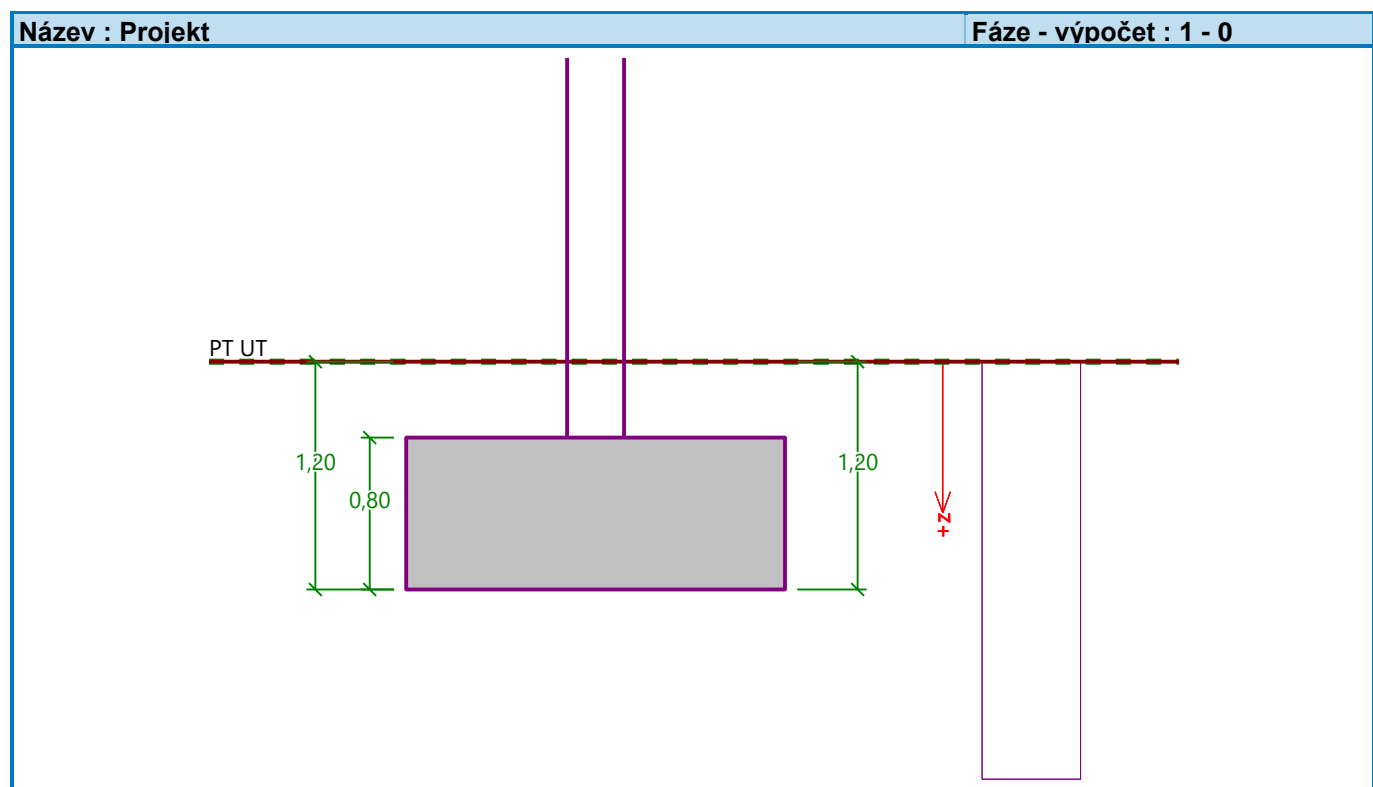 Název : Projekt
Fáze - výpočet : 1 - 0
PT UT
1,20
1,20
0,80
+z